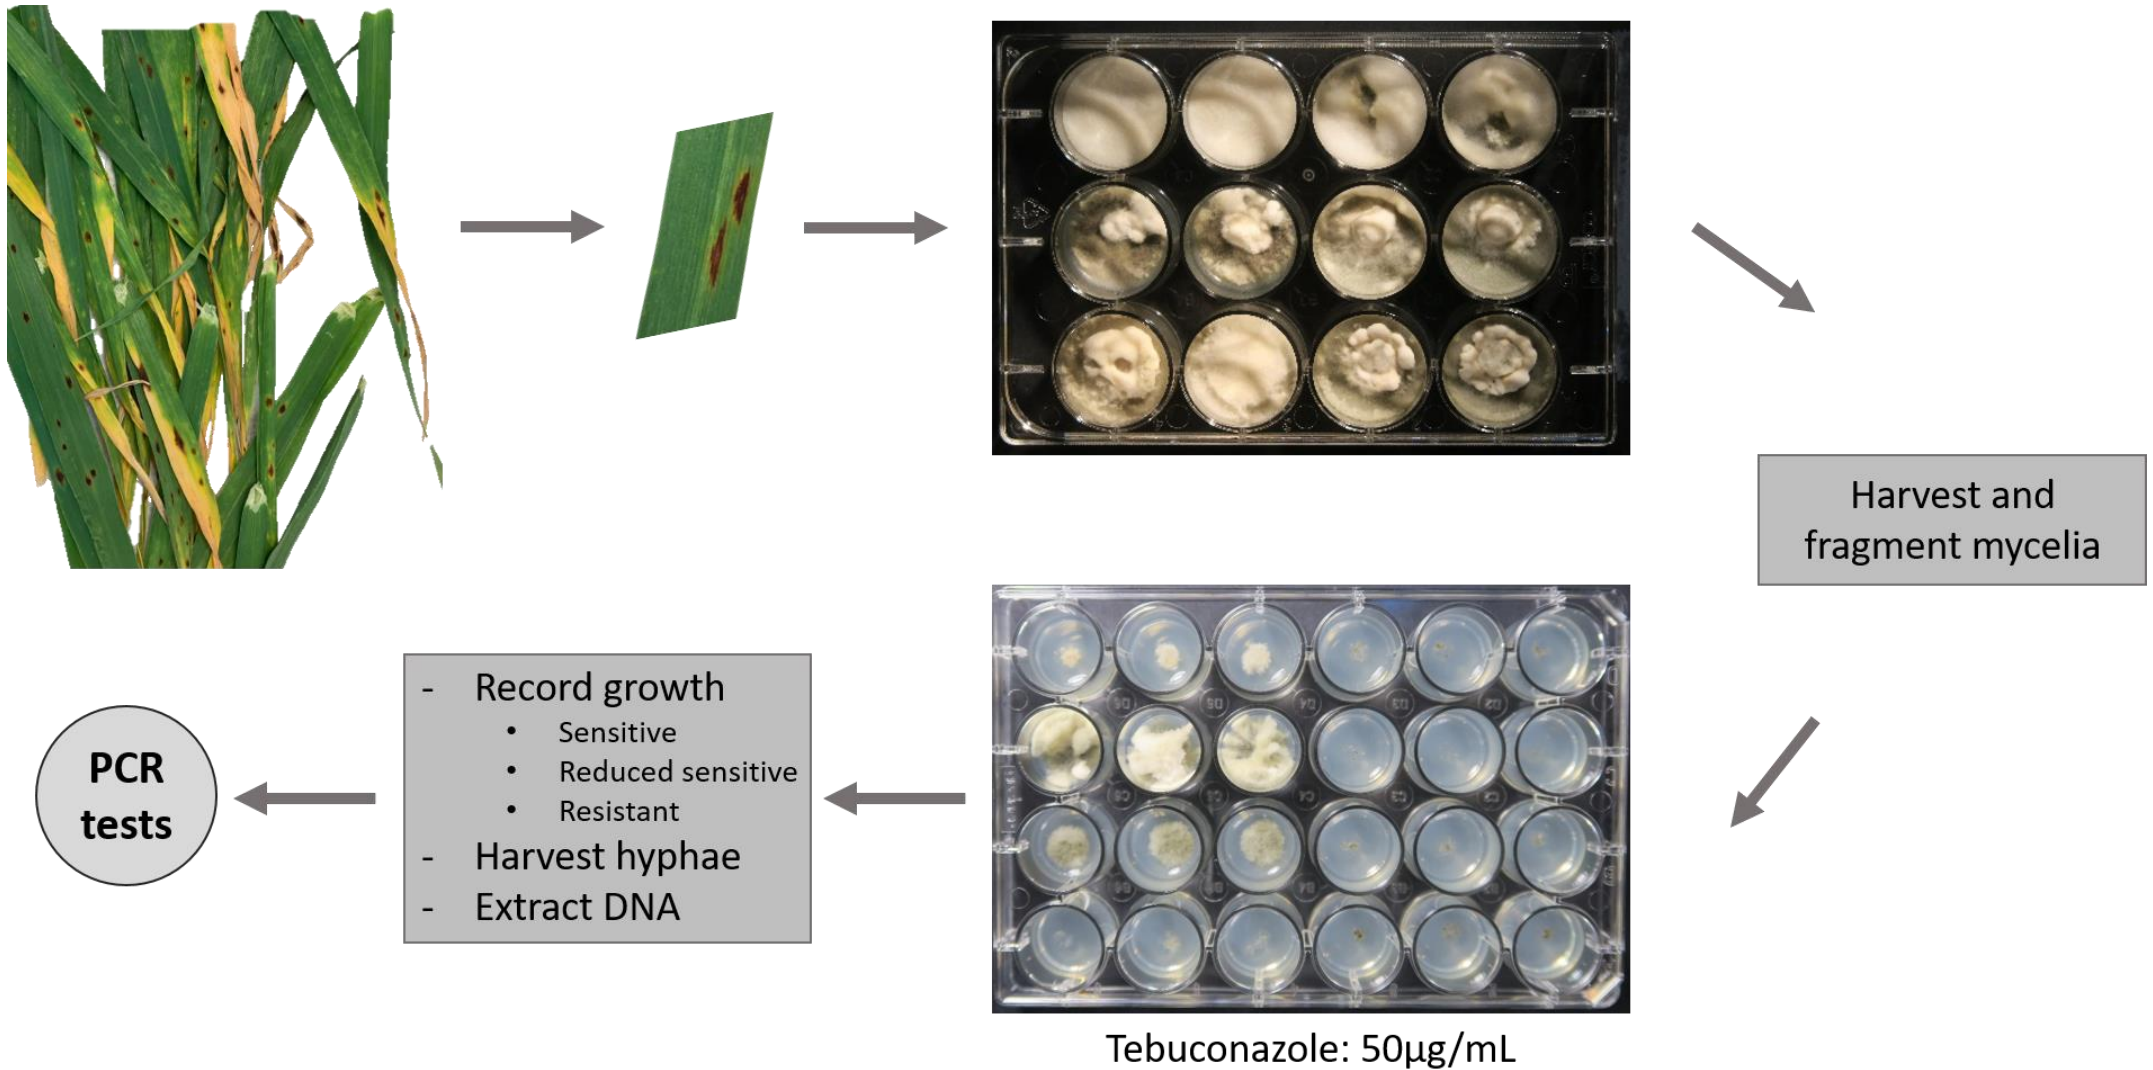 Harvest and
fragment mycelia
Tebuconazole: 50µg/mL
- Record growth
• Sensitive
• Reduced sensitive
• Resistant
- Harvest hyphae
- Extract DNA
PCR
tests